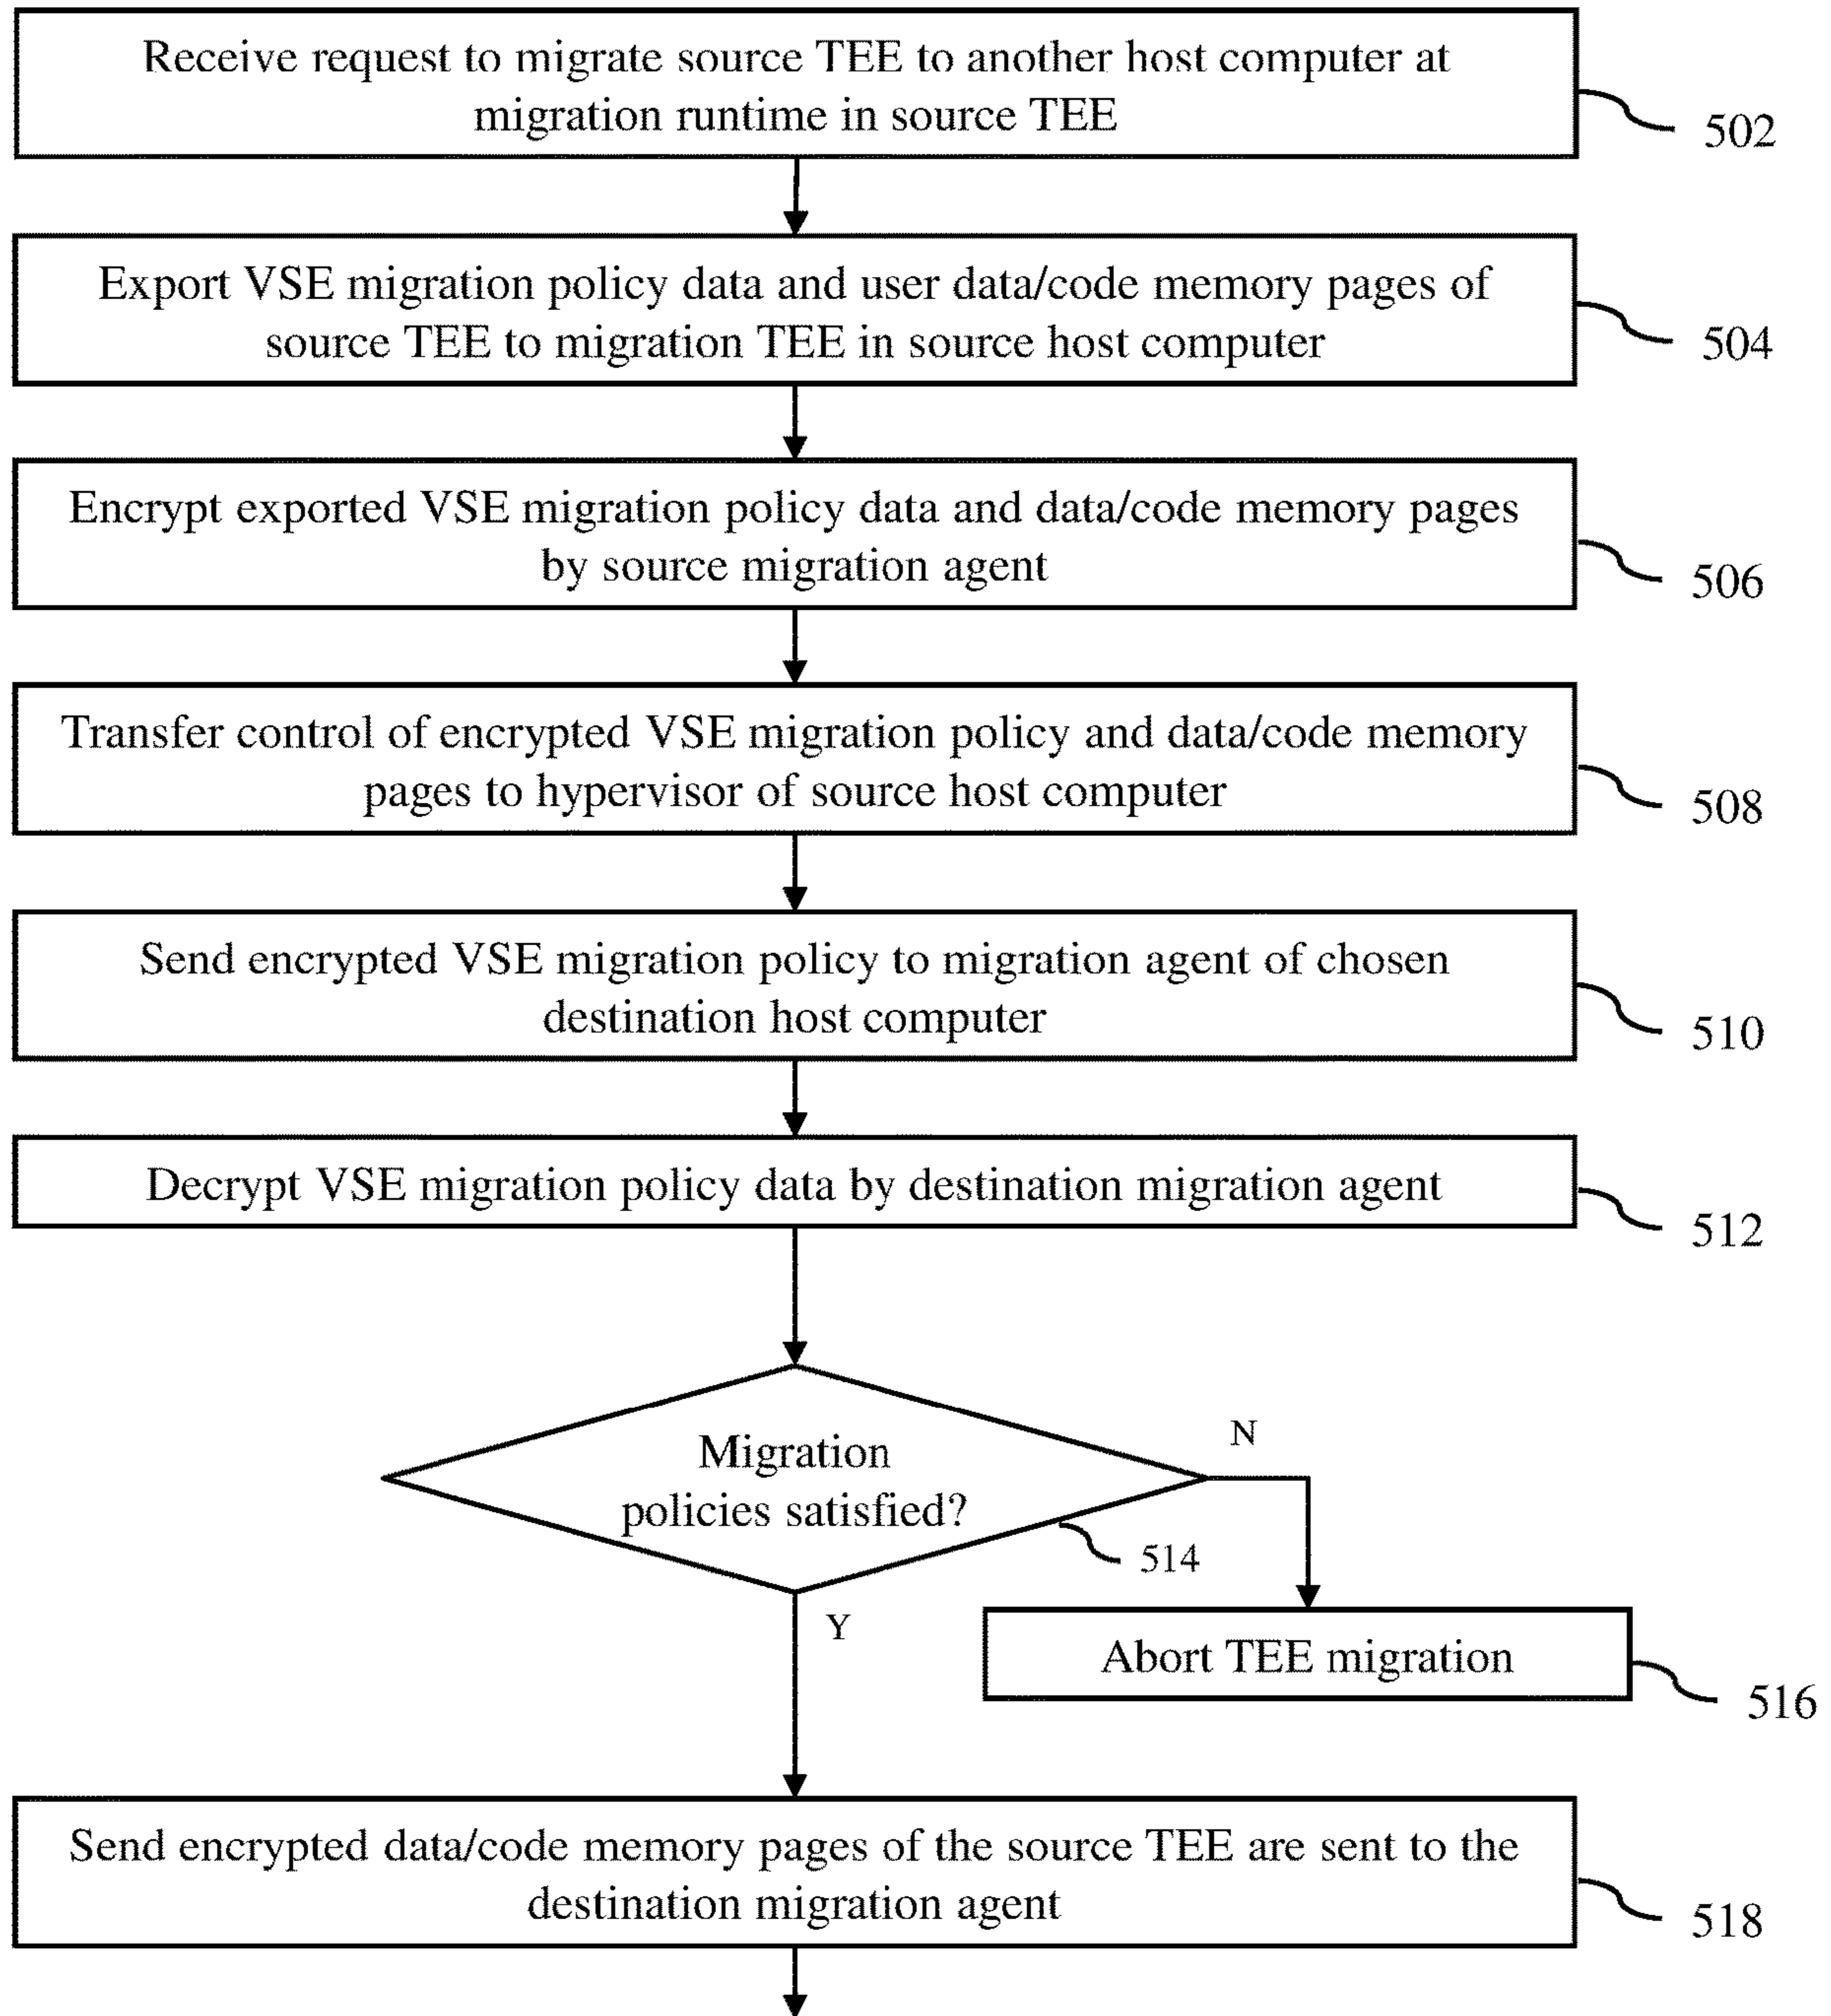 Receive request to migrate source TEE to another host computer at
migration runtime in source TEE
502
Export VSE migration policy data and user data/code memory pages of
source TEE to migration TEE in source host computer
504
Encrypt exported VSE migration policy data and data/code memory pages
by source migration agent
506
Transfer control of encrypted VSE migration policy and data/code memory
pages to hypervisor of source host computer
508
Send encrypted VSE migration policy to migration agent of chosen
destination host computer
510
Decrypt VSE migration policy data by destination migration agent
512
Migration
policies satisfied?
N
514
Y
Abort TEE migration
516
Send encrypted data/code memory pages of the source TEE are sent to the
destination migration agent
518